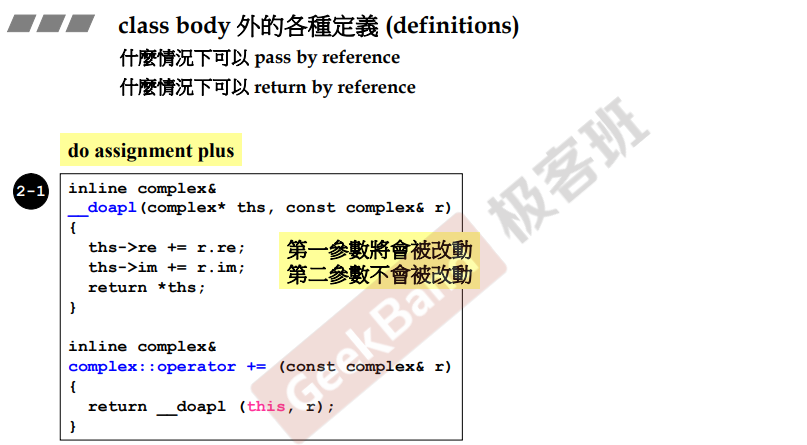 class body 外的各種定義 (definitions)
什麼情況下可以 pass by reference
什麼情況下可以 return by reference
do assignment plus
2-1
inline complex&
__doapl(complex* ths, const complex& r)
{
  ths->re += r.re;
  ths->im += r.im;
  return *ths;
}
第一參數將會被改動
第二參數不會被改動
inline complex&
complex::operator += (const complex& r)
{
  return __doapl (this, r);
}
GeekBang 极客班